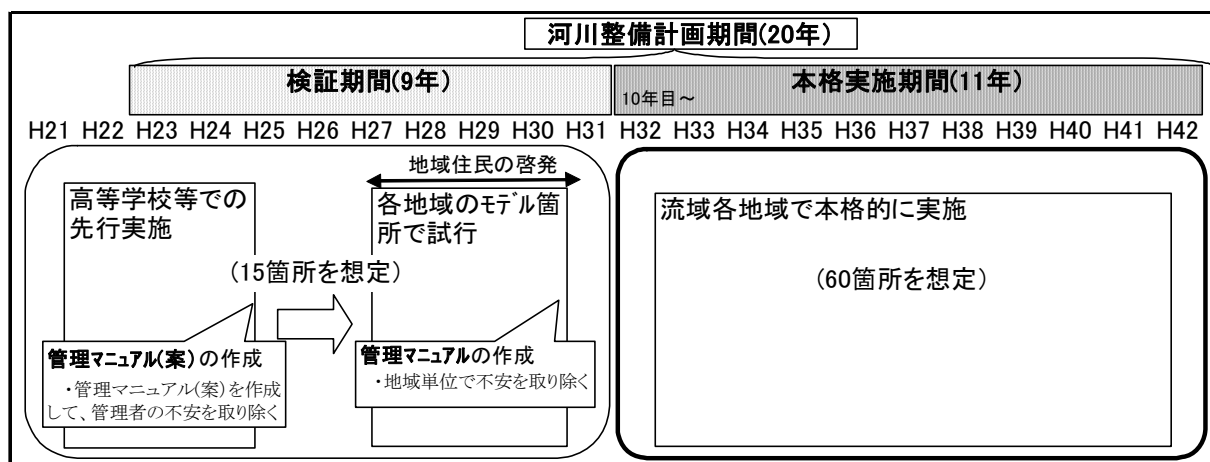 河川整備計画期間(20年)
検証期間(9年)
本格実施期間(11年)
10年目～
H21 H22 H23 H24 H25 H26 H27 H28 H29 H30 H31 H32 H33 H34 H35 H36 H37 H38 H39 H40 H41 H42
地域住民の啓発
高等学校等での
先行実施
各地域のﾓﾃﾞﾙ箇
所で試行
流域各地域で本格的に実施
(15箇所を想定)
(60箇所を想定)
管理ﾏﾆｭｱﾙ(案)の作成
・管理マニュアル(案)を作成
して、管理者の不安を取り除く
管理ﾏﾆｭｱﾙの作成
・地域単位で不安を取り除く